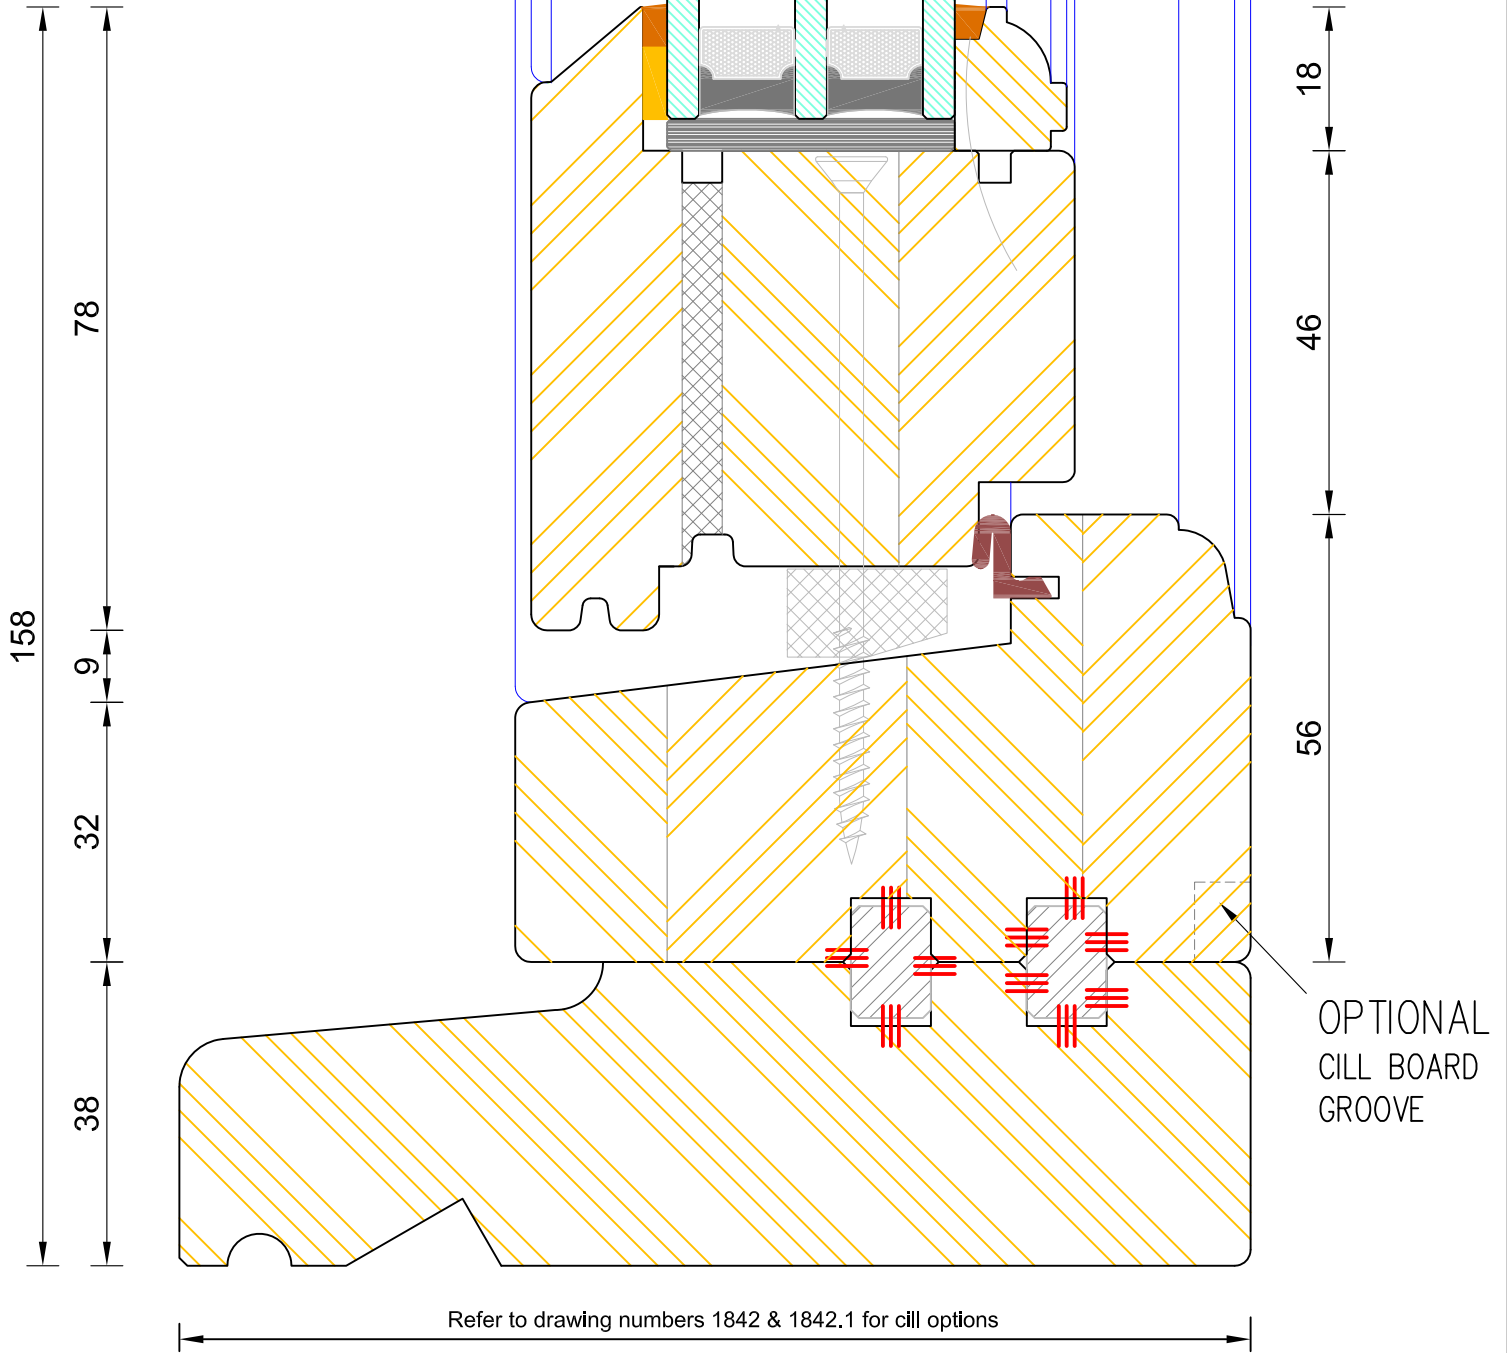 158
78
9
32
38
18
46
56
OPTIONAL
CILL BOARD
GROOVE
Refer to drawing numbers 1842 & 1842.1 for cill options